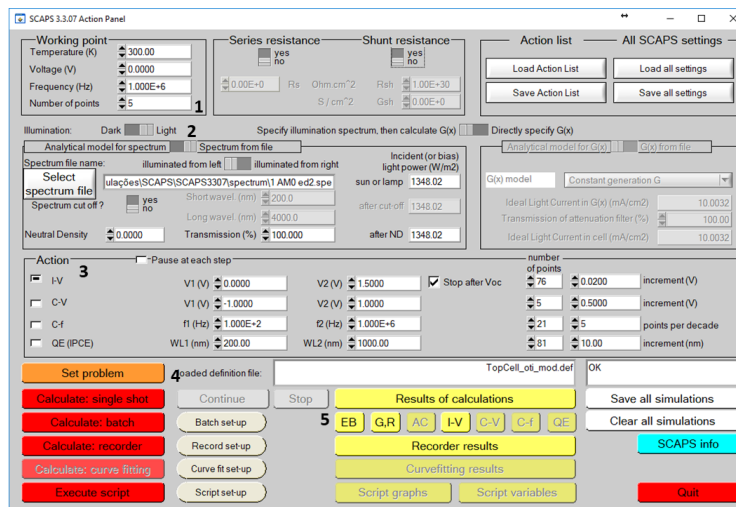 SCAPS 3.3.07 Action Panel
Working point
Temperature (K) 300.00
Voltage (V) 0.0000
Frequency (Hz) 1.000E+6
Number of points 5
1
Series resistance
yes
no
0.00E+0 Rs Ohm.cm^2
S / cm^2
Shunt resistance
yes
no
Rsh 1.00E+30
Gsh 0.00E+0
Action list
Load Action List
Save Action List
All SCAPS settings
Load all settings
Save all settings
Illumination: Dark Light 2
Specify illumination spectrum, then calculate G(x) Directly specify G(x)
Analytical model for spectrum Spectrum from file
Spectrum file name: illuminated from left illuminated from right
Incident (or bias)
light power (W/m2)
Select
spectrum file
ulações\SCAPS\SCAPS3307\spectrum\1 AM0 ed2.spe
sun or lamp 1348.02
Spectrum cut off ? yes
no
Short wavel. (nm) 200.0
Long wavel. (nm) 4000.0
after cut-off 1348.02
Neutral Density 0.0000
Transmission (%) 100.000
after ND 1348.02
Analytical model for G(x) G(x) from file
G(x) model Constant generation G
Ideal Light Current in G(x) (mA/cm2) 10.0032
Transmission of attenuation filter (%) 100.00
Ideal Light Current in cell (mA/cm2) 10.0032
Action
3
Pause at each step
number
of points
I-V V1 (V) 0.0000 V2 (V) 1.5000 Stop after Voc 76 0.0200 increment (V)
C-V V1 (V) -1.0000 V2 (V) 1.0000 5 0.5000 increment (V)
C-f f1 (Hz) 1.000E+2 f2 (Hz) 1.000E+6 21 5 points per decade
QE (IPCE) WL1 (nm) 200.00 WL2 (nm) 1000.00 81 10.00 increment (nm)
Set problem
4
loaded definition file:
TopCell_oti_mod.def
OK
Calculate: single shot
Continue
Stop
Results of calculations
Save all simulations
Calculate: batch
Batch set-up
5
EB G,R AC I-V C-V C-f QE
Clear all simulations
Calculate: recorder
Record set-up
Recorder results
SCAPS info
Calculate: curve fitting
Curve fit set-up
Curvefitting results
Execute script
Script set-up
Script graphs
Script variables
Quit